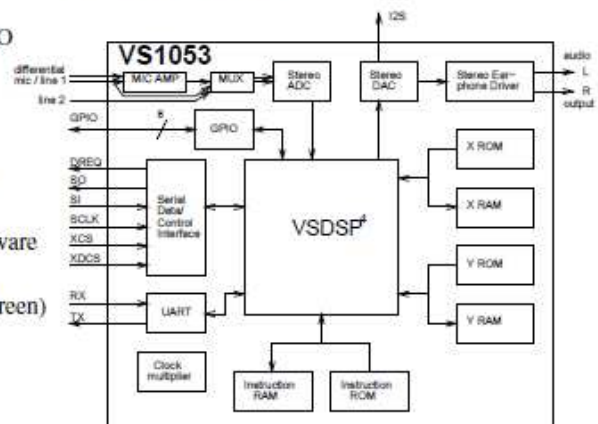 O
ware
reen)
I2S
VS1053
differential
mic / line 1
MIC AMP
MUX
Stereo
ADC
Stereo
DAC
Stereo Ear-
phone Driver
audio
L
R
output
line 2
GPIO
8
GPIO
X ROM
DREQ
SO
SI
SCLK
XCS
XDCS
Serial
Data/
Control
Interface
VSDSP4
X RAM
Y ROM
RX
TX
UART
Y RAM
Clock
multiplier
Instruction
RAM
Instruction
ROM